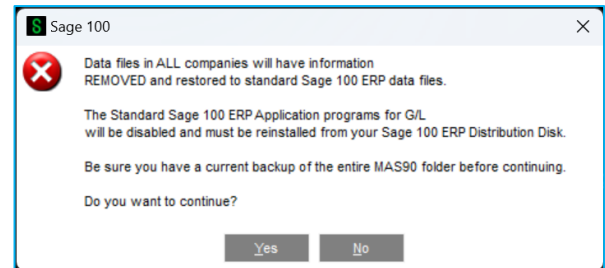 S Sage 100
Data files in ALL companies will have information
REMOVED and restored to standard Sage 100 ERP data files.
The Standard Sage 100 ERP Application programs for G/L
will be disabled and must be reinstalled from your Sage 100 ERP Distribution Disk.
Be sure you have a current backup of the entire MAS90 folder before continuing.
Do you want to continue?
Yes No